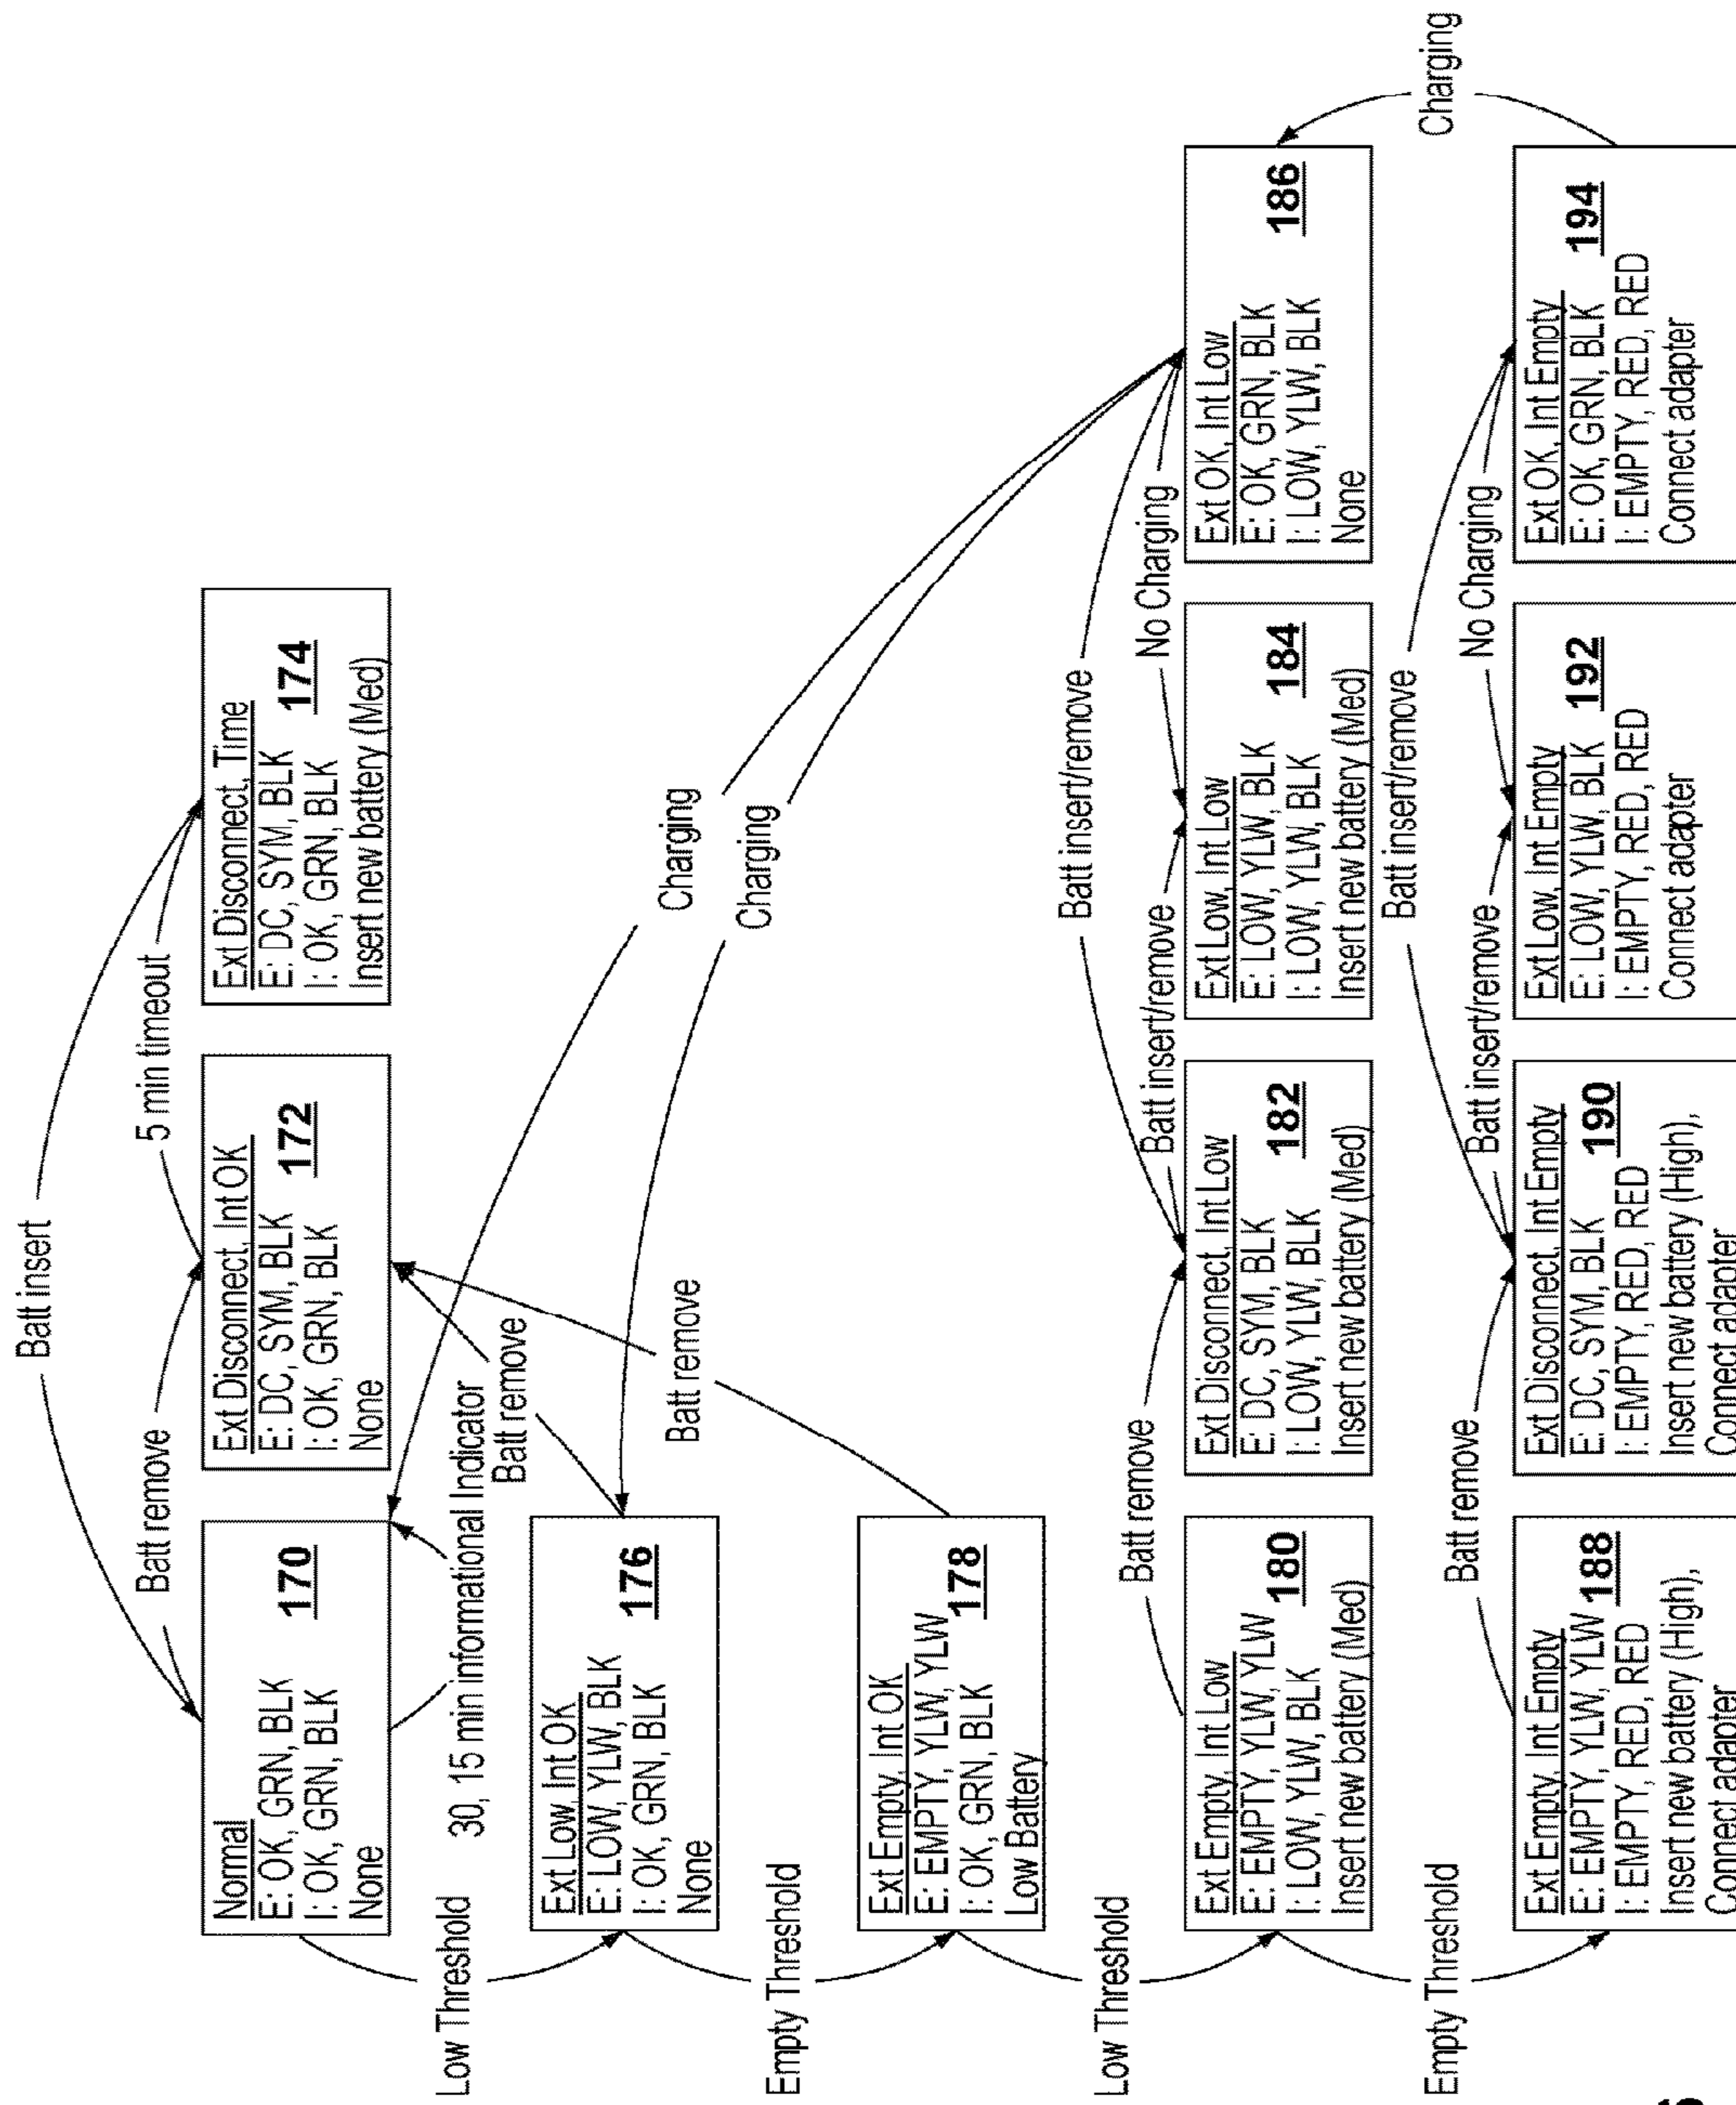 Batt insert
Batt remove
5 min timeout
Normal
E: OK, GRN, BLK
I: OK, GRN, BLK
None
170
Ext Disconnect, Int OK
E: DC, SYM, BLK
I: OK, GRN, BLK
None
172
Ext Disconnect, Time
E: DC, SYM, BLK
I: OK, GRN, BLK
Insert new battery (Med)
174
Low Threshold
30, 15 min informational Indicator
Batt remove
Charging
Charging
Ext Low, Int OK
E: LOW, YLW, BLK
I: OK, GRN, BLK
None
176
Empty Threshold
Batt remove
Ext Empty, Int OK
E: EMPTY, YLW, YLW
I: OK, GRN, BLK
Low Battery
178
Low Threshold
Batt remove
Batt insert/remove
Batt insert/remove
No Charging
Ext Empty, Int Low
E: EMPTY, YLW, YLW
I: LOW, YLW, BLK
Insert new battery (Med)
180
Ext Disconnect, Int Low
E: DC, SYM, BLK
I: LOW, YLW, BLK
Insert new battery (Med)
182
Ext Low, Int Low
E: LOW, YLW, BLK
I: LOW, YLW, BLK
Insert new battery (Med)
184
Ext OK, Int Low
E: OK, GRN, BLK
I: LOW, YLW, BLK
None
186
Empty Threshold
Batt remove
Batt insert/remove
Batt insert/remove
No Charging
Charging
Ext Empty, Int Empty
E: EMPTY, YLW, YLW
I: EMPTY, RED, RED
Insert new battery (High),
Connect adapter
188
Ext Disconnect, Int Empty
E: DC, SYM, BLK
I: EMPTY, RED, RED
Insert new battery (High),
Connect adapter
190
Ext Low, Int Empty
E: LOW, YLW, BLK
I: EMPTY, RED, RED
Connect adapter
192
Ext OK, Int Empty
E: OK, GRN, BLK
I: EMPTY, RED, RED
Connect adapter
194